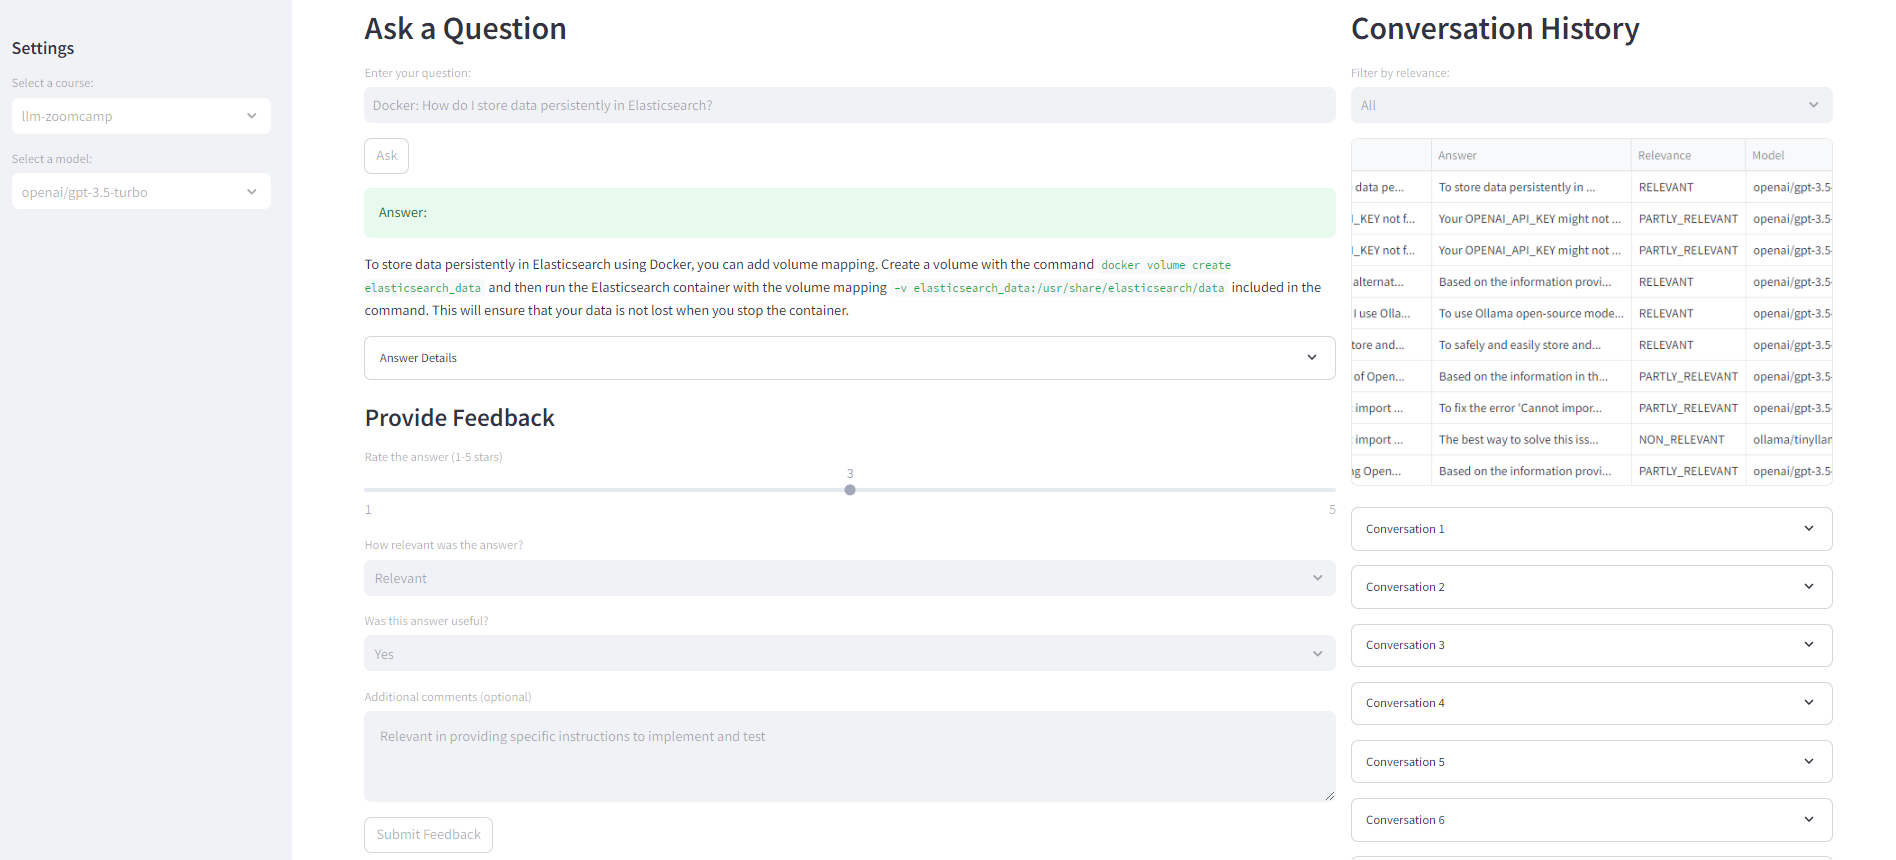 Settings
Select a course:
llm-zoomcamp
Select a model:
openai/gpt-3.5-turbo
Ask a Question
Enter your question:
Docker: How do I store data persistently in Elasticsearch?
Ask
Answer:
To store data persistently in Elasticsearch using Docker, you can add volume mapping. Create a volume with the command docker volume create
elasticsearch_data and then run the Elasticsearch container with the volume mapping -v elasticsearch_data:/usr/share/elasticsearch/data included in the
command. This will ensure that your data is not lost when you stop the container.
Answer Details
Provide Feedback
Rate the answer (1-5 stars)
3
1 5
How relevant was the answer?
Relevant
Was this answer useful?
Yes
Additional comments (optional)
Relevant in providing specific instructions to implement and test
Submit Feedback
Conversation History
Filter by relevance:
All
Answer Relevance Model
data pe... To store data persistently in ... RELEVANT openai/gpt-3.5-
_KEY not f... Your OPENAI_API_KEY might not ... PARTLY_RELEVANT openai/gpt-3.5-
_KEY not f... Your OPENAI_API_KEY might not ... PARTLY_RELEVANT openai/gpt-3.5-
alternat... Based on the information provi... RELEVANT openai/gpt-3.5-
I use Olla... To use Ollama open-source mode... RELEVANT openai/gpt-3.5-
tore and... To safely and easily store and... RELEVANT openai/gpt-3.5-
of Open... Based on the information in th... PARTLY_RELEVANT openai/gpt-3.5-
import ... To fix the error 'Cannot impor... PARTLY_RELEVANT openai/gpt-3.5-
import ... The best way to solve this iss... NON_RELEVANT ollama/tinyllar
ng Open... Based on the information provi... PARTLY_RELEVANT openai/gpt-3.5-
Conversation 1
Conversation 2
Conversation 3
Conversation 4
Conversation 5
Conversation 6